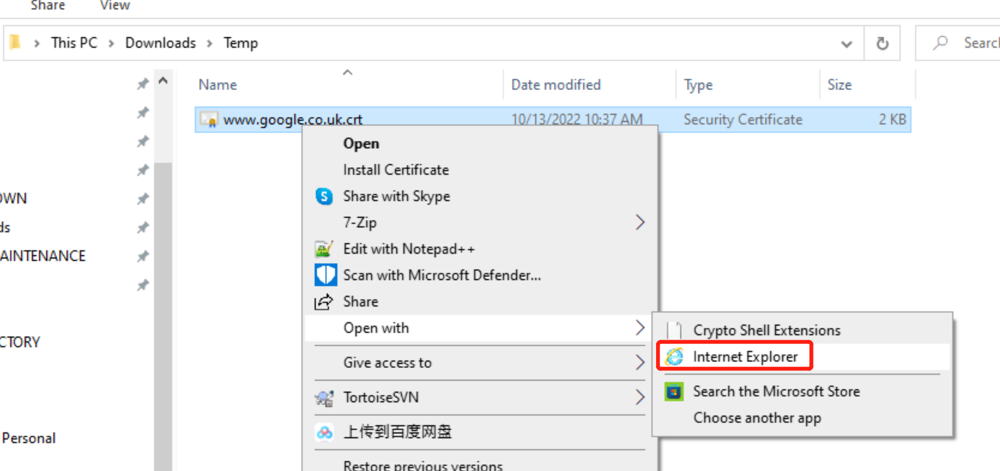 Share View
This PC > Downloads > Temp
Search
Name Date modified Type Size
www.google.co.uk.crt 10/13/2022 10:37 AM Security Certificate 2 KB
Open
Install Certificate
Share with Skype
7-Zip
Edit with Notepad++
Scan with Microsoft Defender...
Share
Open with
Give access to
TortoiseSVN
上传到百度网盘
Restore previous versions
Crypto Shell Extensions
Internet Explorer
Search the Microsoft Store
Choose another app
OWN
ds
AINTENANCE
CTORY
Personal